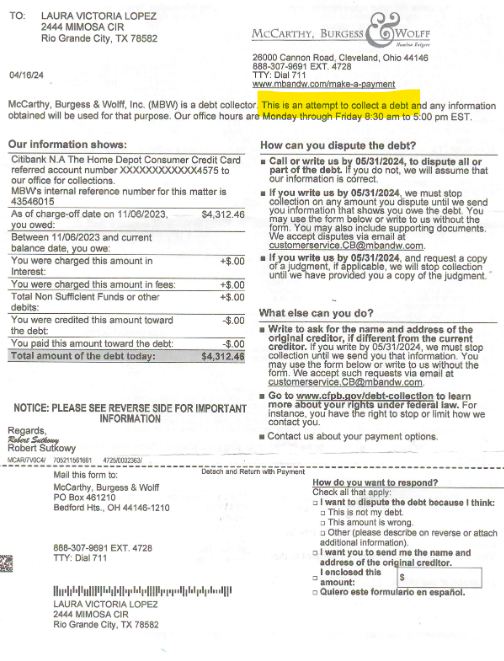 TO: LAURA VICTORIA LOPEZ
2444 MIMOSA CIR
Rio Grande City, TX 78582
MCCARTHY, BURGESS & WOLFF
26000 Cannon Road, Cleveland, Ohio 44146
888-307-9691 EXT. 4728
TTY: Dial 711
www.mbandw.com/make-a-payment
04/16/24
McCarthy, Burgess & Wolff, Inc. (MBW) is a debt collector. This is an attempt to collect a debt and any information
obtained will be used for that purpose. Our office hours are Monday through Friday 8:30 am to 5:00 pm EST.
Our information shows:
Citibank N.A The Home Depot Consumer Credit Card
referred account number XXXXXXXXXXXX4575 to
our office for collections.
MBW's internal reference number for this matter is
43546015
As of charge-off date on 11/06/2023, $4,312.46
you owed:
Between 11/06/2023 and current
balance date, you owe:
You were charged this amount in +$.00
Interest:
You were charged this amount in fees: +$.00
Total Non Sufficient Funds or other +$.00
debits:
You were credited this amount toward -$.00
the debt:
You paid this amount toward the debt: -$.00
Total amount of the debt today: $4,312.46
NOTICE: PLEASE SEE REVERSE SIDE FOR IMPORTANT
INFORMATION
Regards,
Robert Sutkowy
Robert Sutkowy
How can you dispute the debt?
■ Call or write us by 05/31/2024, to dispute all or
part of the debt. If you do not, we will assume that
our information is correct.
■ If you write us by 05/31/2024, we must stop
collection on any amount you dispute until we send
you information that shows you owe the debt. You
may use the form below or write to us without the
form. You may also include supporting documents.
We accept disputes via email at
customerservice.CB@mbandw.com.
■ If you write us by 05/31/2024, and request a copy
of a judgment, if applicable, we will stop collection
until we have provided you a copy of the judgment.
What else can you do?
■ Write to ask for the name and address of the
original creditor, if different from the current
creditor. If you write by 05/31/2024, we must stop
collection until we send you that information. You
may use the form below or write to us without the
form. We accept such requests via email at
customerservice.CB@mbandw.com.
■ Go to www.cfpb.gov/debt-collection to learn
more about your rights under federal law. For
instance, you have the right to stop or limit how we
contact you.
■ Contact us about your payment options.
Detach and Return with Payment
Mail this form to:
McCarthy, Burgess & Wolff
PO Box 461210
Bedford Hts., OH 44146-1210
888-307-9691 EXT. 4728
TTY: Dial 711
LAURA VICTORIA LOPEZ
2444 MIMOSA CIR
Rio Grande City, TX 78582
How do you want to respond?
Check all that apply:
□ I want to dispute the debt because I think:
□ This is not my debt.
□ This amount is wrong.
□ Other (please describe on reverse or attach
additional information).
□ I want you to send me the name and
address of the original creditor.
□ I enclosed this
amount: $
□ Quiero este formulario en español.